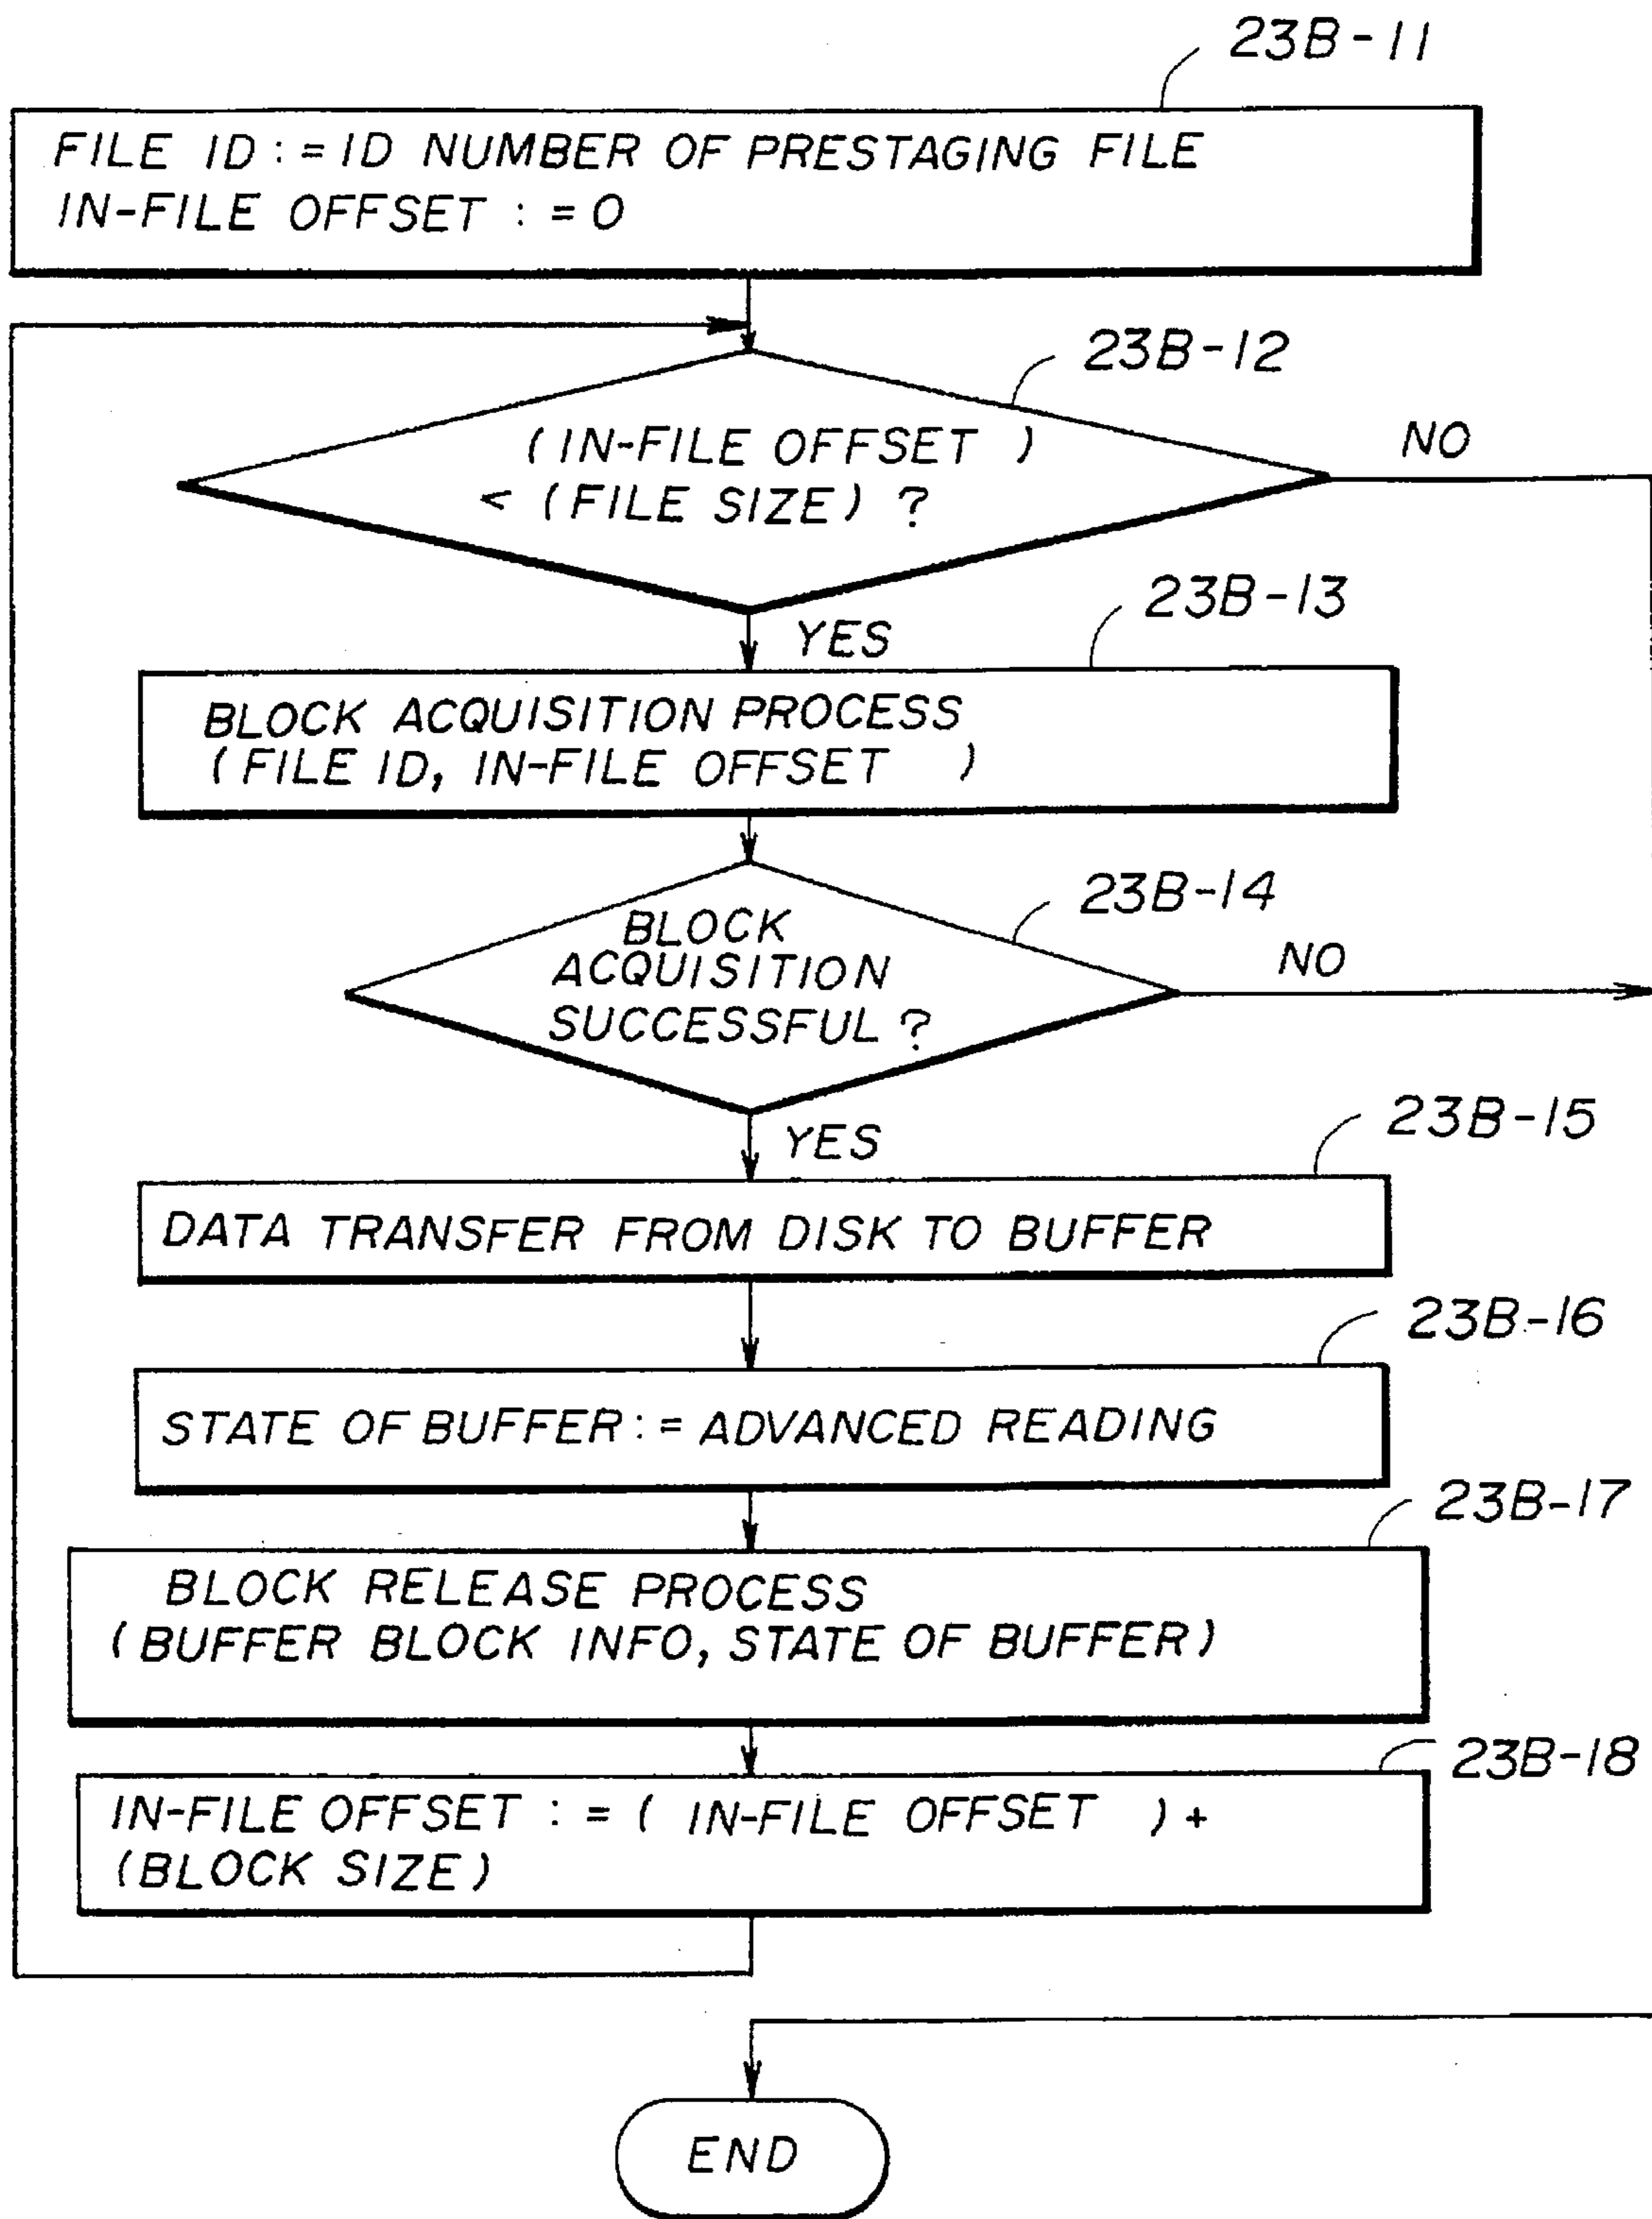 23B-11
FILE ID : = ID NUMBER OF PRESTAGING FILE
IN-FILE OFFSET : = 0
23B-12
(IN-FILE OFFSET )
< (FILE SIZE) ?
NO
YES
23B-13
BLOCK ACQUISITION PROCESS
(FILE ID, IN-FILE OFFSET )
23B-14
BLOCK
ACQUISITION
SUCCESSFUL ?
NO
YES
23B-15
DATA TRANSFER FROM DISK TO BUFFER
23B-16
STATE OF BUFFER : = ADVANCED READING
23B-17
BLOCK RELEASE PROCESS
(BUFFER BLOCK INFO, STATE OF BUFFER)
23B-18
IN-FILE OFFSET : = ( IN-FILE OFFSET ) +
(BLOCK SIZE)
END